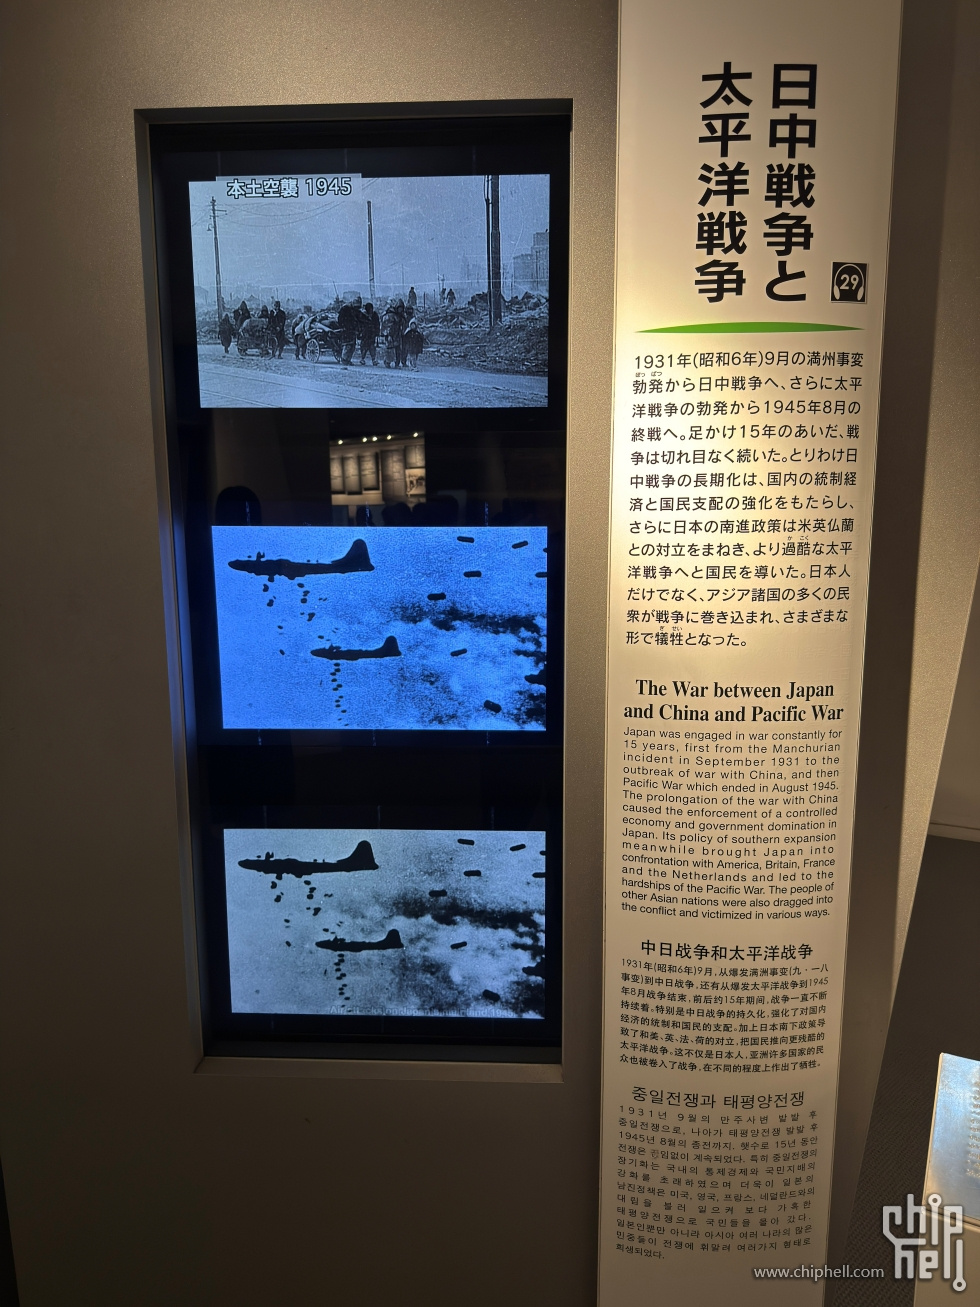 本土空襲 1945
日中戦争と
太平洋戦争
29
1931年(昭和6年)9月の満州事変
勃発から日中戦争へ、さらに太平
ぼっ ぱつ
洋戦争の勃発から1945年8月の
終戦へ。足かけ15年のあいだ、戦
争は切れ目なく続いた。とりわけ日
中戦争の長期化は、国内の統制経
済と国民支配の強化をもたらし、
さらに日本の南進政策は米英仏蘭
か こく
との対立をまねき、より過酷な太平
洋戦争へと国民を導いた。日本人
だけでなく、アジア諸国の多くの民
衆が戦争に巻き込まれ、さまざまな
ぎ せい
形で犠牲となった。
The War between Japan
and China and Pacific War
Japan was engaged in war constantly for
15 years, first from the Manchurian
incident in September 1931 to the
outbreak of war with China, and then
Pacific War which ended in August 1945.
The prolongation of the war with China
caused the enforcement of a controlled
economy and government domination in
Japan. Its policy of southern expansion
meanwhile brought Japan into
confrontation with America, Britain, France
and the Netherlands and led to the
hardships of the Pacific War. The people of
other Asian nations were also dragged into
the conflict and victimized in various ways.
中日战争和太平洋战争
1931年(昭和6年)9月，从爆发满洲事变(九·一八
事变)到中日战争，还有从爆发太平洋战争到1945
年8月战争结束，前后约15年期间，战争一直不断
持续着。特别是中日战争的持久化，强化了对国内
经济的统制和国民的支配。加上日本南下政策导
致了和美、英、法、荷的对立，把国民推向更残酷的
太平洋战争。这不仅是日本人，亚洲许多国家的民
众也被卷入了战争，在不同的程度上作出了牺牲。
중일전쟁과 태평양전쟁
1931년 9월의 만주사변 발발 후
중일전쟁으로, 나아가 태평양전쟁 발발 후
1945년 8월의 종전까지, 햇수로 15년 동안
전쟁은 끊임없이 계속되었다. 특히 중일전쟁의
장기화는 국내의 통제경제와 국민지배의
강화를 초래하였으며 더욱이 일본의
남진정책은 미국, 영국, 프랑스, 네덜란드와의
대립을 불러 일으켜 보다 가혹한
태평양전쟁으로 국민들을 몰아 갔다.
일본인뿐만 아니라 아시아 여러 나라의 많은
민중들이 전쟁에 휘말려 여러가지 형태로
희생되었다.
chip
hell
www.chiphell.com